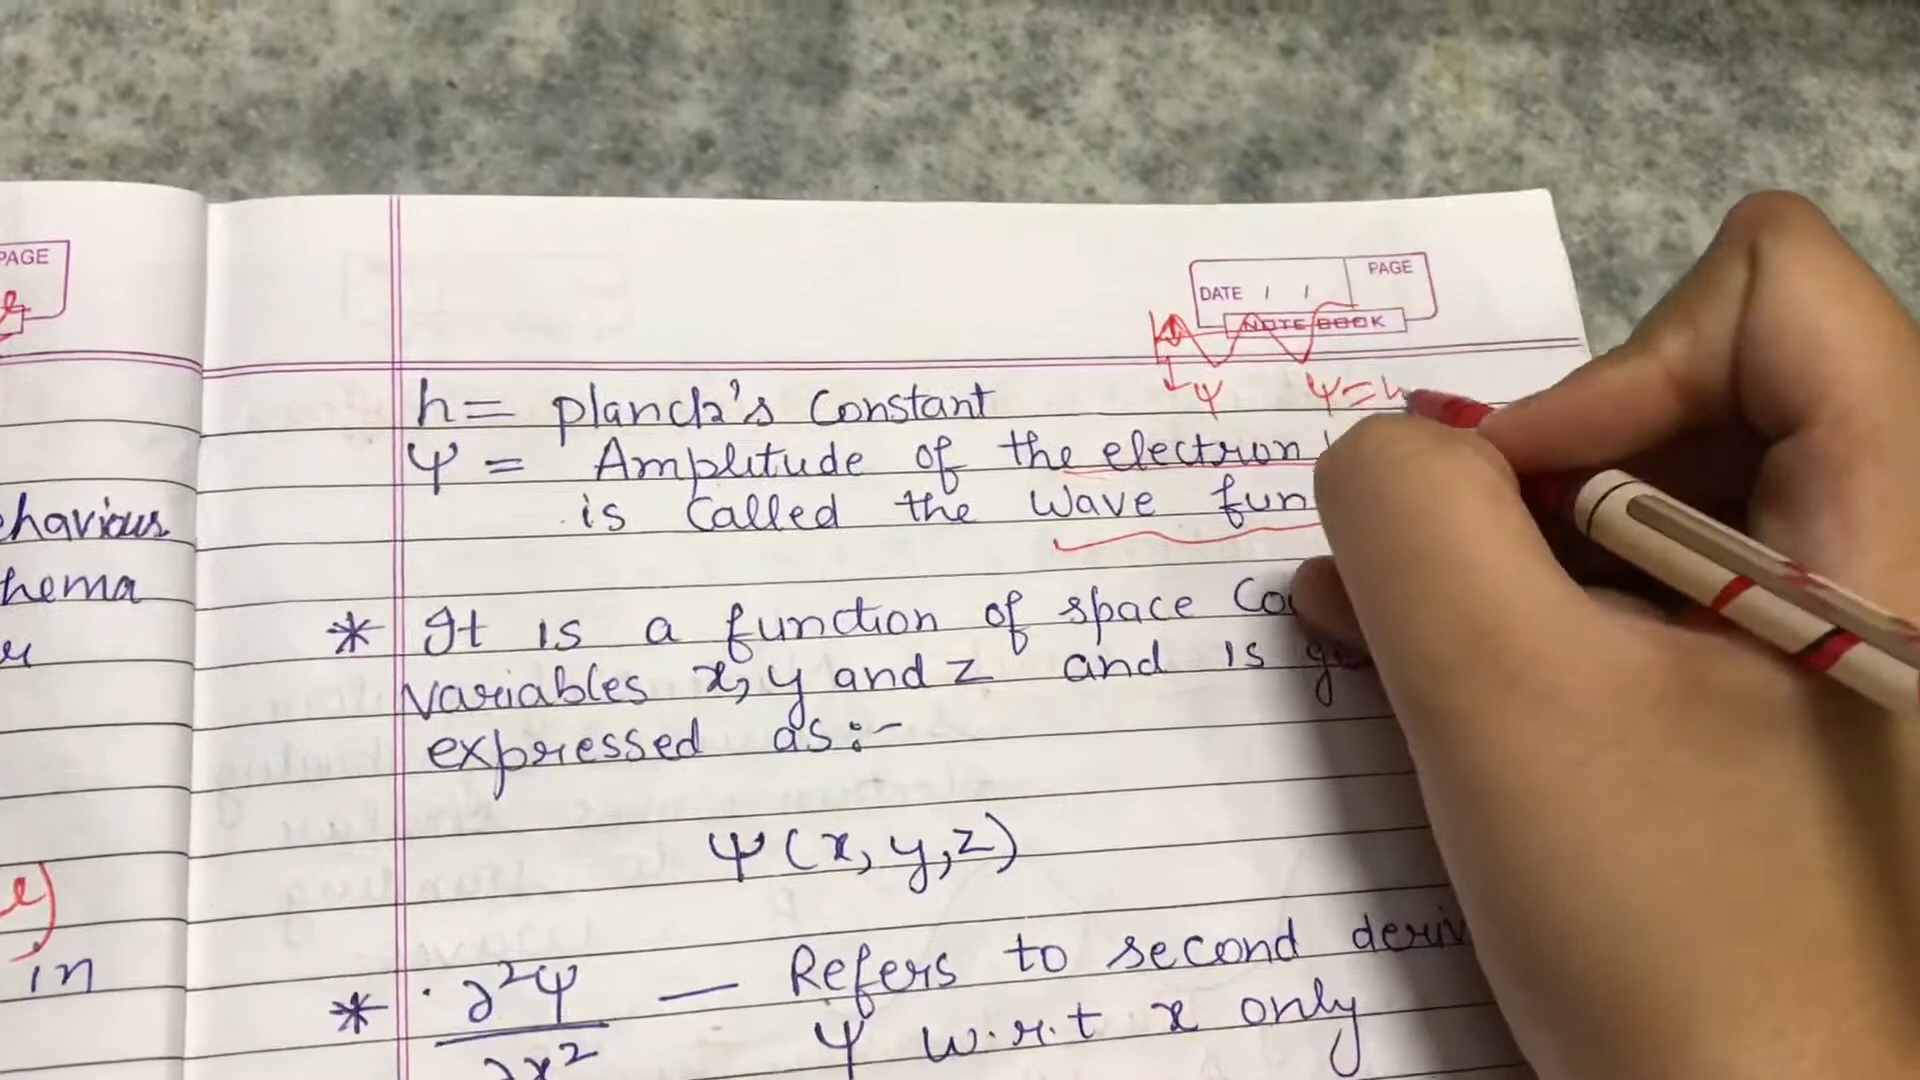 PAGE
DATE / / PAGE
NOTE BOOK
ψ ψ=
h= planck's Constant
ψ = Amplitude of the electron
is called the wave fun
* It is a function of space Co
variables x, y and z and is
expressed as:-
ψ(x, y, z)
* ∂²ψ — Refers to second deriv
∂x² ψ w.r.t x only
havious
hema
in